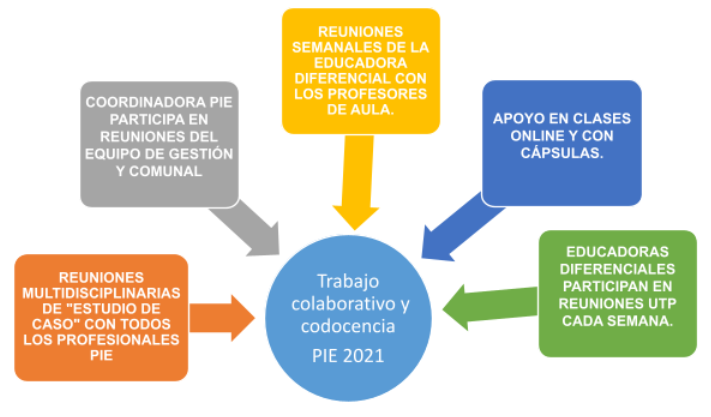 REUNIONES
SEMANALES DE LA
EDUCADORA
DIFERENCIAL CON
LOS PROFESORES
DE AULA.
COORDINADORA PIE
PARTICIPA EN
REUNIONES DEL
EQUIPO DE GESTIÓN
Y COMUNAL
APOYO EN CLASES
ONLINE Y CON
CÁPSULAS.
REUNIONES
MULTIDISCIPLINARIAS
DE "ESTUDIO DE
CASO" CON TODOS
LOS PROFESIONALES
PIE
EDUCADORAS
DIFERENCIALES
PARTICIPAN EN
REUNIONES UTP
CADA SEMANA.
Trabajo
colaborativo y
codocencia
PIE 2021